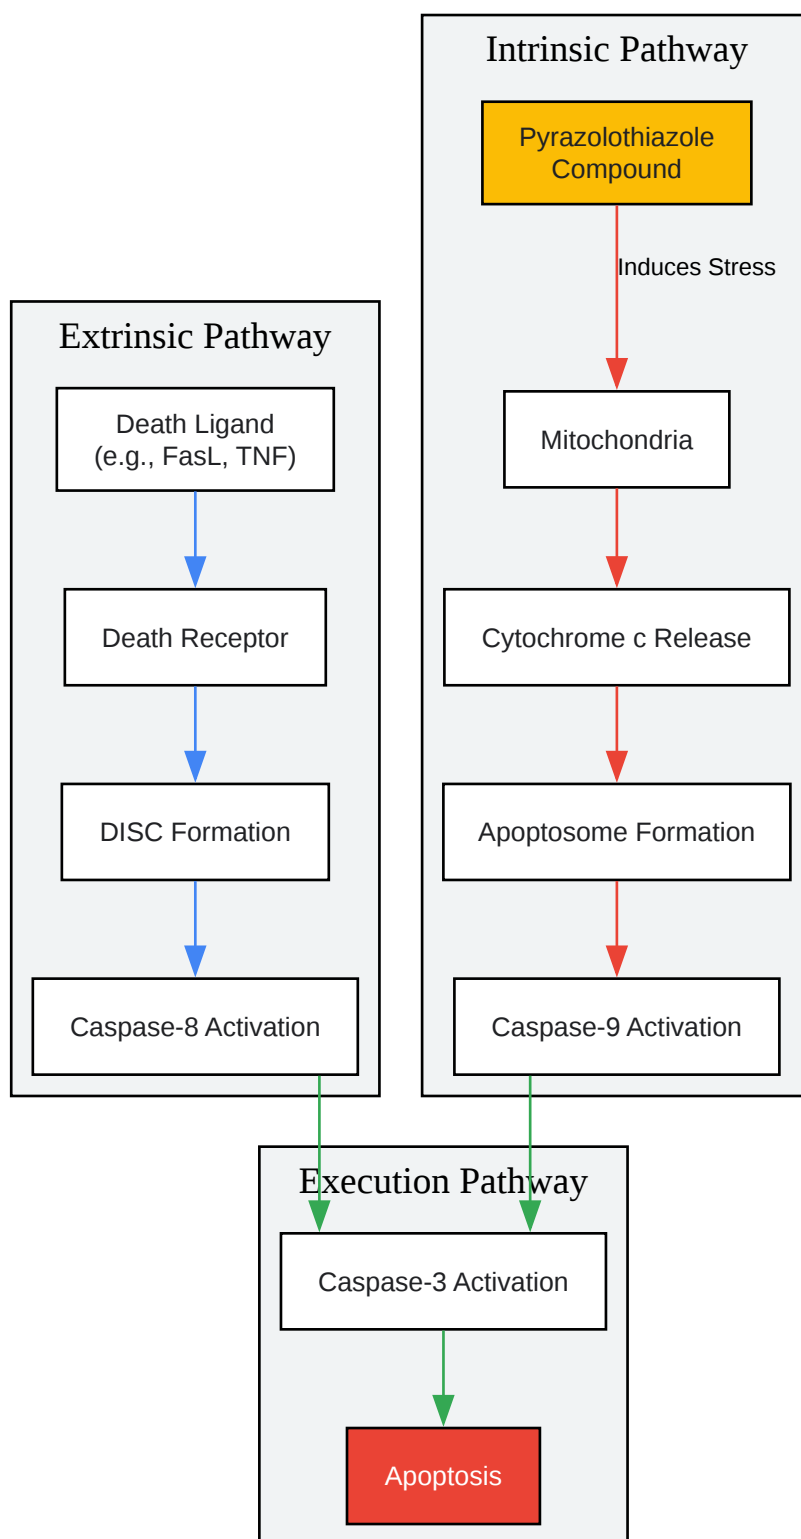 Intrinsic Pathway
Pyrazolothiazole
Compound
Induces Stress
Mitochondria
Cytochrome c Release
Apoptosome Formation
Caspase-9 Activation
Extrinsic Pathway
Death Ligand
(e.g., FasL, TNF)
Death Receptor
DISC Formation
Caspase-8 Activation
Execution Pathway
Caspase-3 Activation
Apoptosis